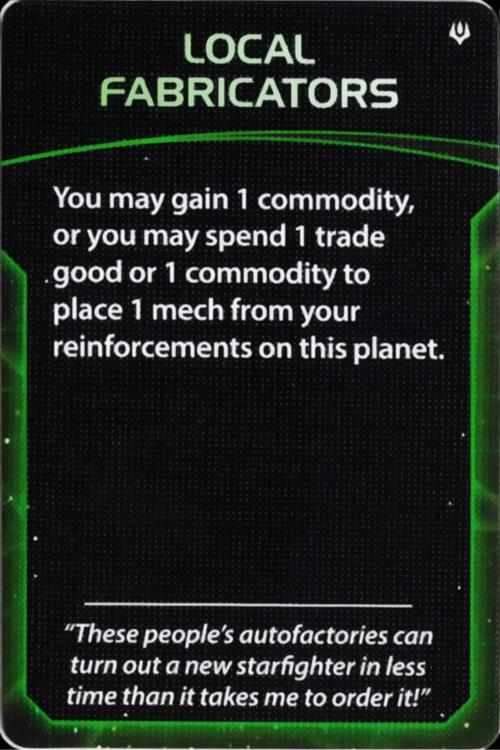 LOCAL
FABRICATORS
You may gain 1 commodity,
or you may spend 1 trade
good or 1 commodity to
place 1 mech from your
reinforcements on this planet.
“These people’s autofactories can
turn out a new starfighter in less
time than it takes me to order it!”